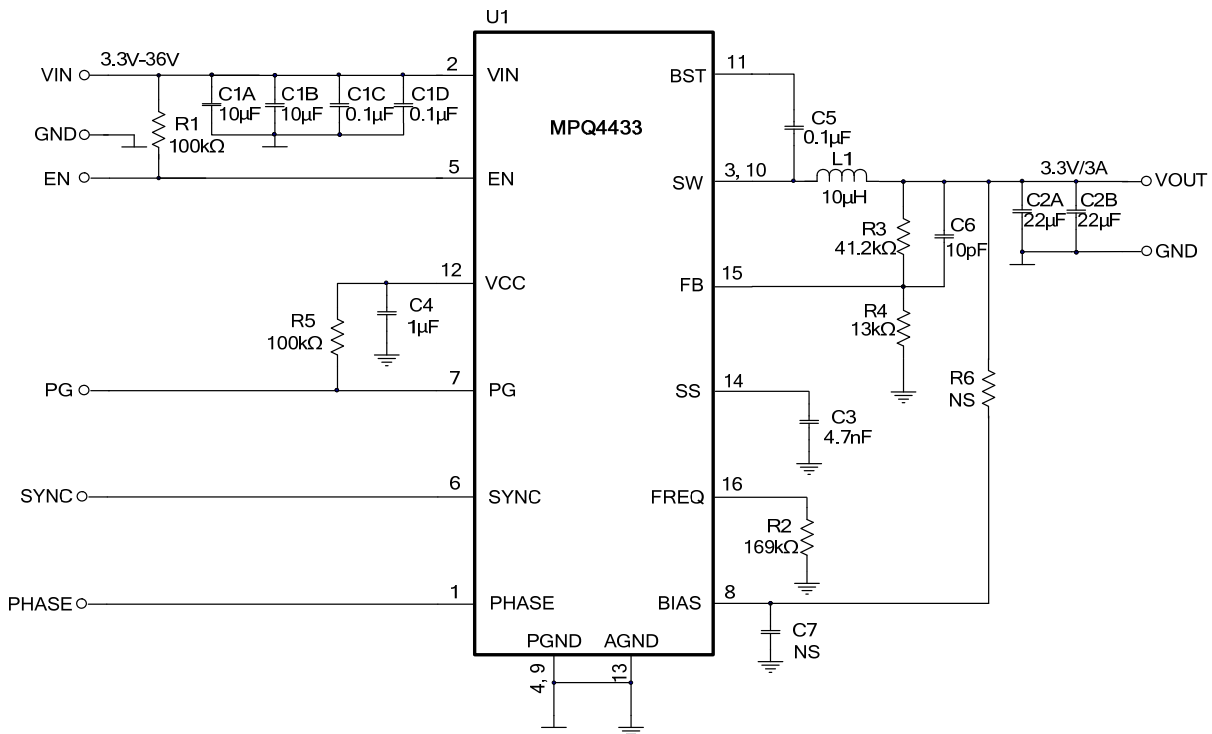 U1
MPQ4433
VIN
3.3V-36V
2
VIN
C1A
10µF
C1B
10µF
C1C
0.1µF
C1D
0.1µF
GND
R1
100kΩ
EN
5
EN
12
VCC
C4
1µF
R5
100kΩ
PG
7
PG
SYNC
6
SYNC
PHASE
1
PHASE
PGND
AGND
4, 9
13
BST
11
C5
0.1µF
SW
3, 10
L1
10µH
3.3V/3A
VOUT
C2A
22µF
C2B
22µF
GND
R3
41.2kΩ
C6
10pF
FB
15
R4
13kΩ
SS
14
C3
4.7nF
R6
NS
FREQ
16
R2
169kΩ
BIAS
8
C7
NS